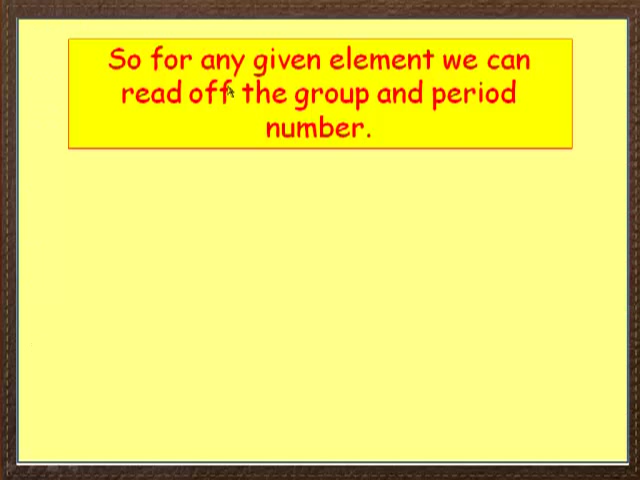 So for any given element we can
read off the group and period
number.